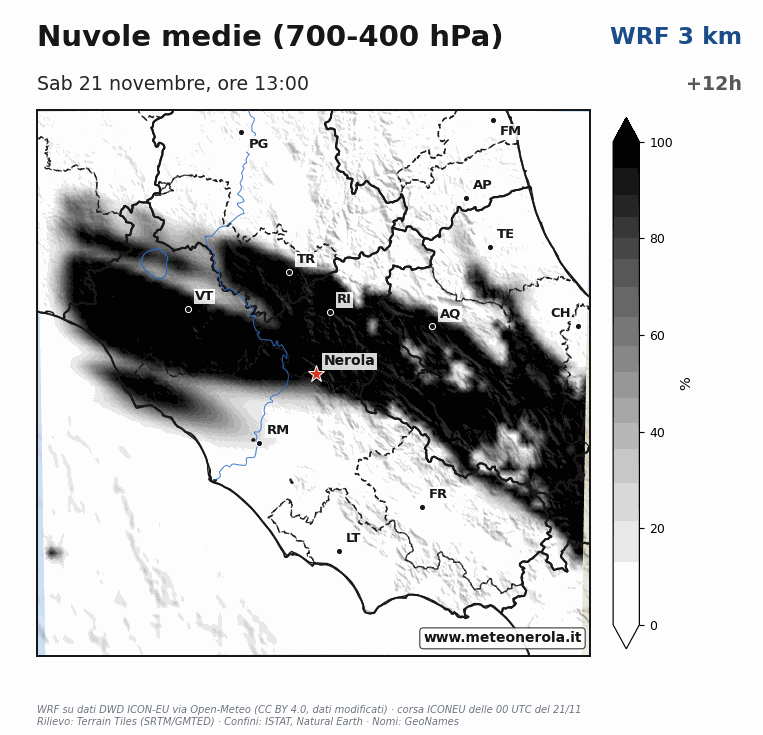 Nuvole medie (700-400 hPa)
WRF 3 km
Sab 21 novembre, ore 13:00
+12h
FM
PG
AP
TE
TR
VT
RI
AQ
CH
Nerola
RM
FR
LT
www.meteonerola.it
100
80
60
40
20
0
%
WRF su dati DWD ICON-EU via Open-Meteo (CC BY 4.0, dati modificati) · corsa ICONEU delle 00 UTC del 21/11
Rilievo: Terrain Tiles (SRTM/GMTED) · Confini: ISTAT, Natural Earth · Nomi: GeoNames